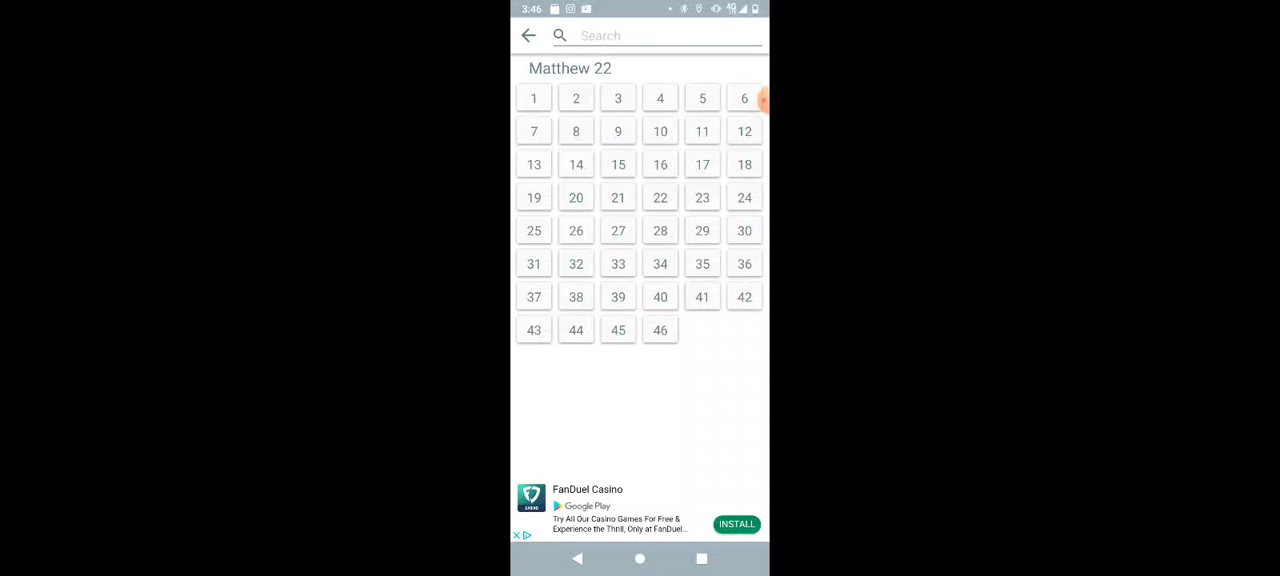 3:46
4G
Search
Matthew 22
1 2 3 4 5 6
7 8 9 10 11 12
13 14 15 16 17 18
19 20 21 22 23 24
25 26 27 28 29 30
31 32 33 34 35 36
37 38 39 40 41 42
43 44 45 46
FanDuel Casino
Google Play
Try All Our Casino Games For Free &
Experience the Thrill, Only at FanDuel...
INSTALL
CASINO